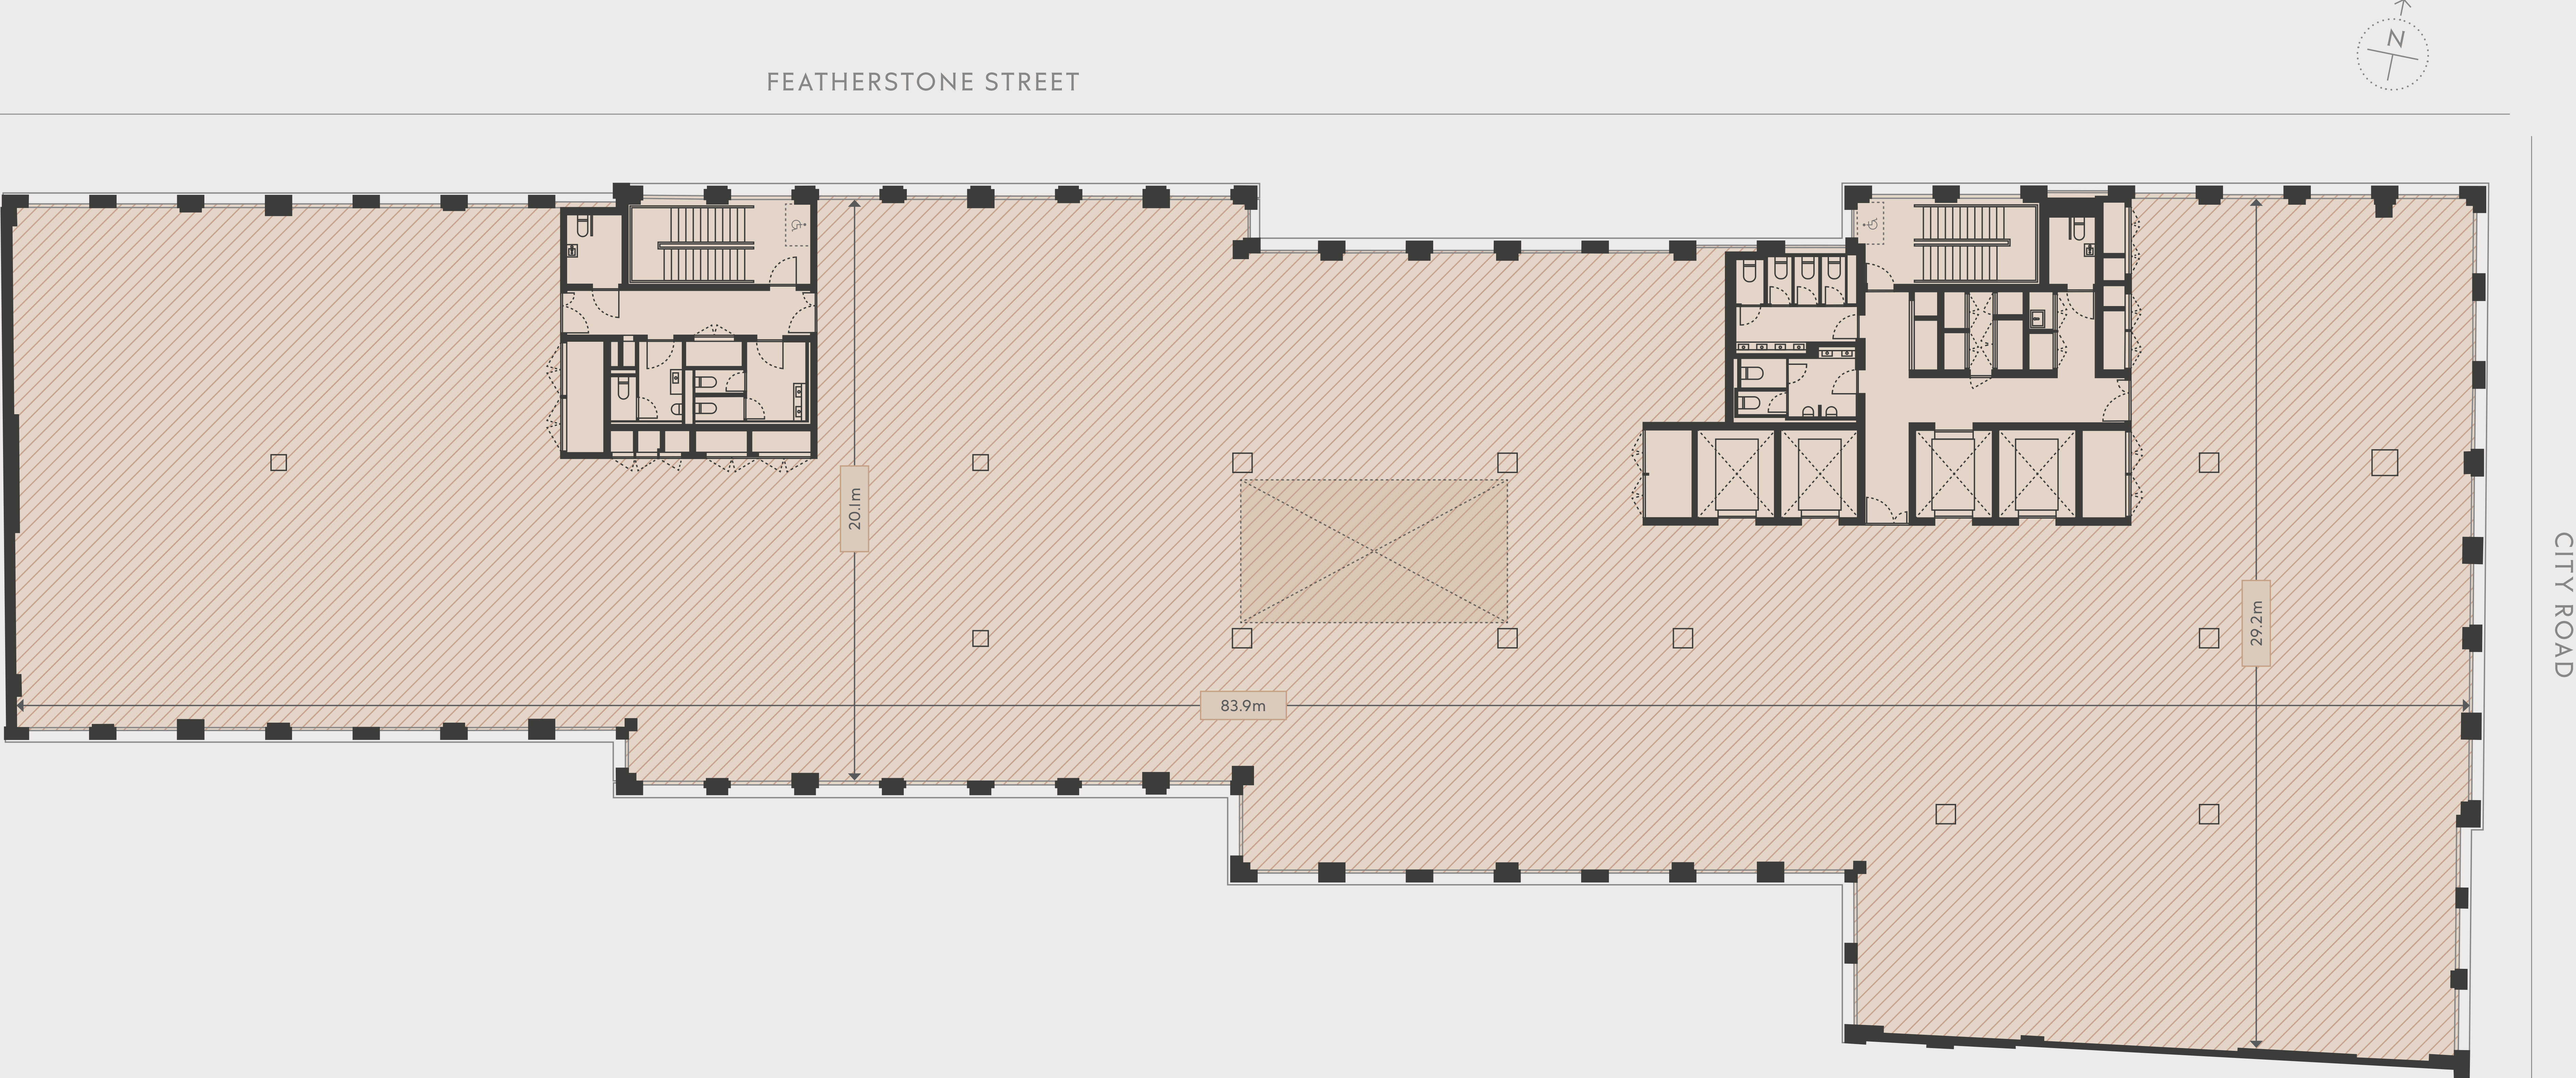 N
FEATHERSTONE STREET
20.1m
29.2m
83.9m
CITY ROAD